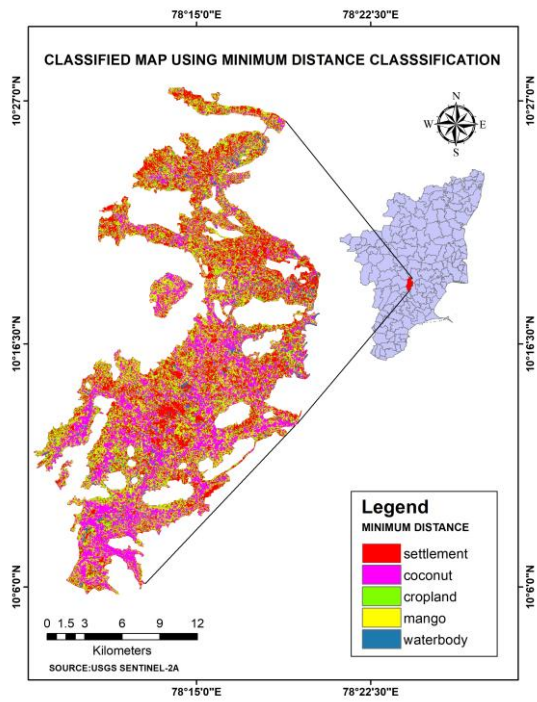 78°15'0"E 78°22'30"E
CLASSIFIED MAP USING MINIMUM DISTANCE CLASSSIFICATION
10°27'0"N 10°27'0"N
N
W E
S
10°16'30"N 10°16'30"N
Legend
MINIMUM DISTANCE
settlement
coconut
cropland
mango
waterbody
10°6'0"N 10°6'0"N
0 1.5 3 6 9 12
Kilometers
SOURCE:USGS SENTINEL-2A
78°15'0"E 78°22'30"E